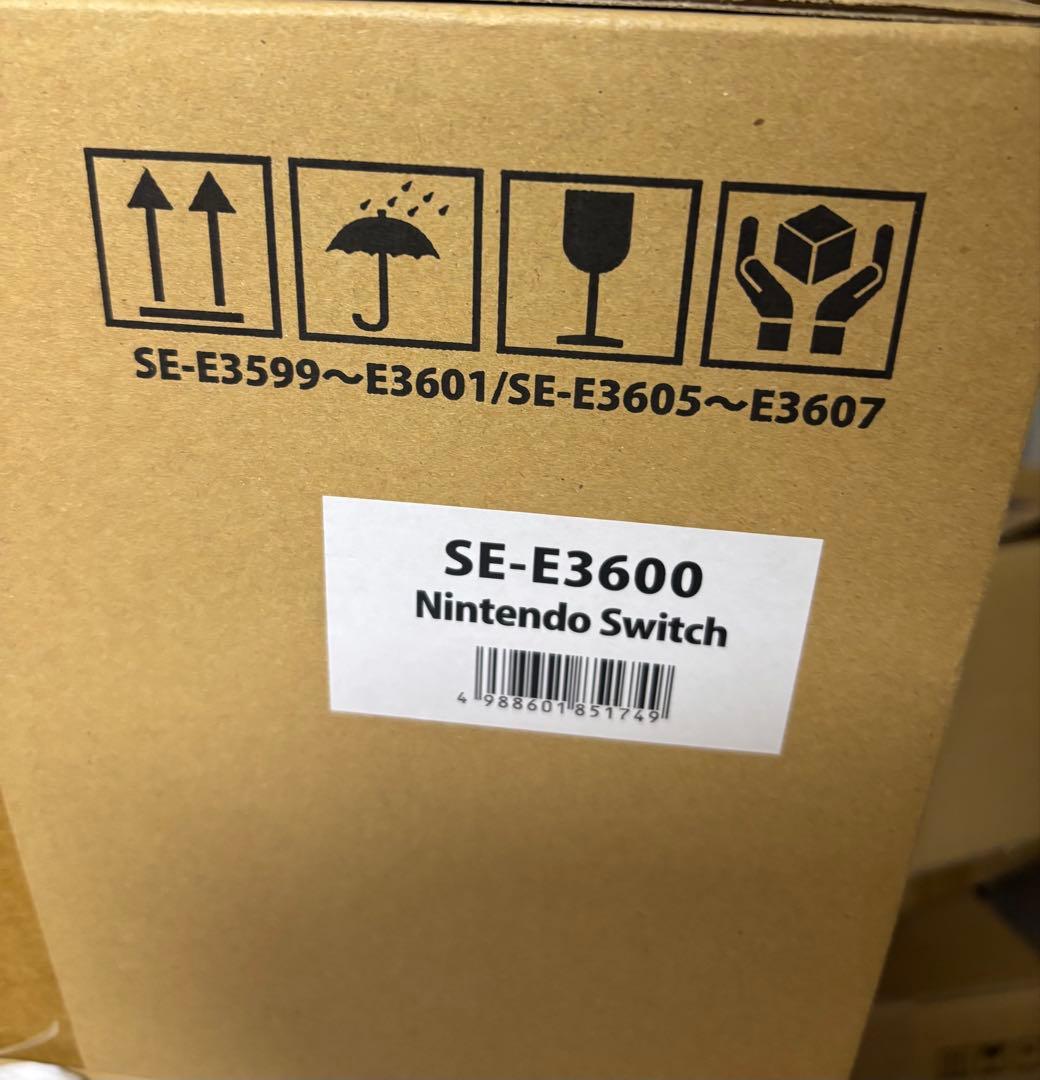 SE-E3599～E3601/SE-E3605～E3607
SE-E3600
Nintendo Switch
4 988601 851749